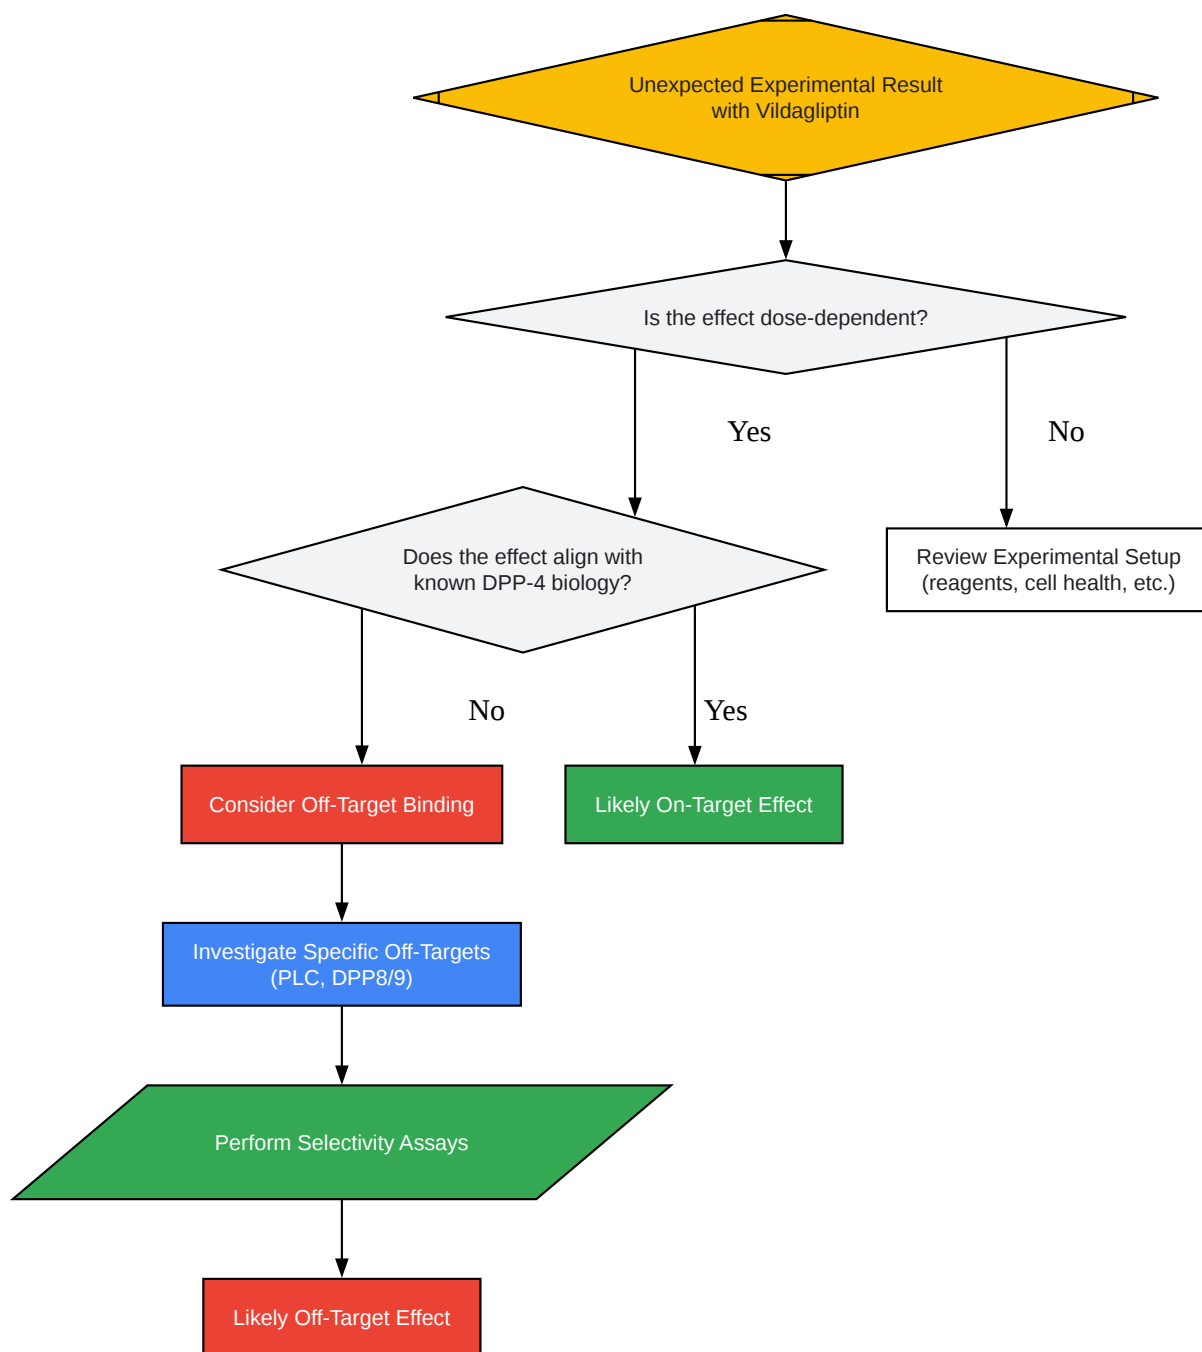 Unexpected Experimental Result
with Vildagliptin
Is the effect dose-dependent?
Yes
No
Does the effect align with
known DPP-4 biology?
Review Experimental Setup
(reagents, cell health, etc.)
No
Yes
Consider Off-Target Binding
Likely On-Target Effect
Investigate Specific Off-Targets
(PLC, DPP8/9)
Perform Selectivity Assays
Likely Off-Target Effect